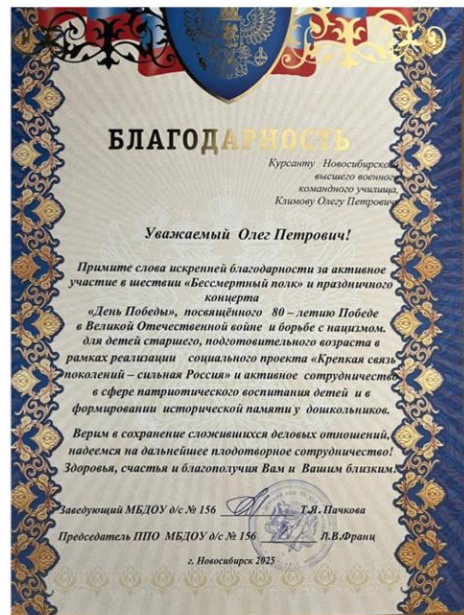 БЛАГОДАРНОСТЬ
Курсанту Новосибирского
высшего военного
командного училища,
Климову Олегу Петровичу
Уважаемый Олег Петрович!
Примите слова искренней благодарности за активное
участие в шествии «Бессмертный полк» и праздничного
концерта
«День Победы», посвящённого 80 – летию Победе
в Великой Отечественной войне и борьбе с нацизмом.
для детей старшего, подготовительного возраста в
рамках реализации социального проекта «Крепкая связь
поколений – сильная Россия» и активное сотрудничество
в сфере патриотического воспитания детей и в
формировании исторической памяти у дошкольников.
Верим в сохранение сложившихся деловых отношений,
надеемся на дальнейшее плодотворное сотрудничество!
Здоровья, счастья и благополучия Вам и Вашим близким!
Заведующий МБДОУ д/с № 156 Т.Я. Пачкова
Председатель ППО МБДОУ д/с № 156 Л.В.Франц
г. Новосибирск 2025